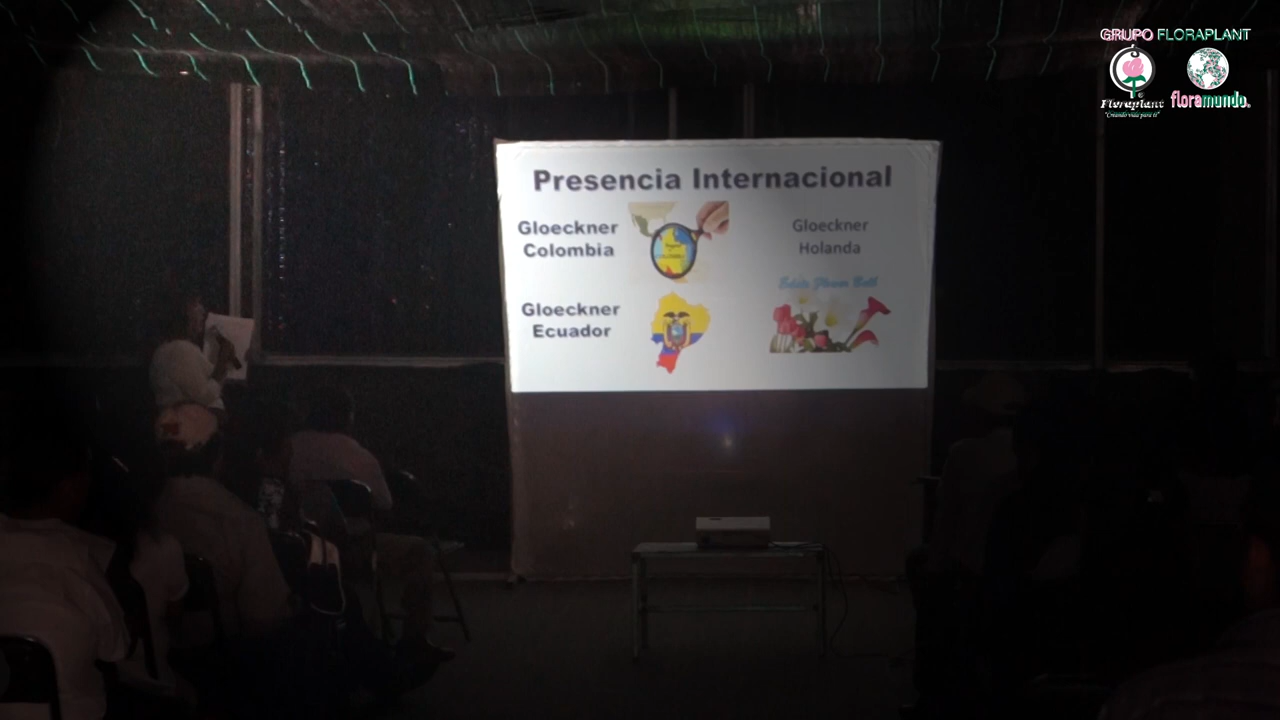 GRUPO FLORAPLANT
Floraplant
"Creando vida para ti"
floramundo®
Presencia Internacional
Gloeckner
Colombia
Gloeckner
Holanda
Gloeckner
Ecuador